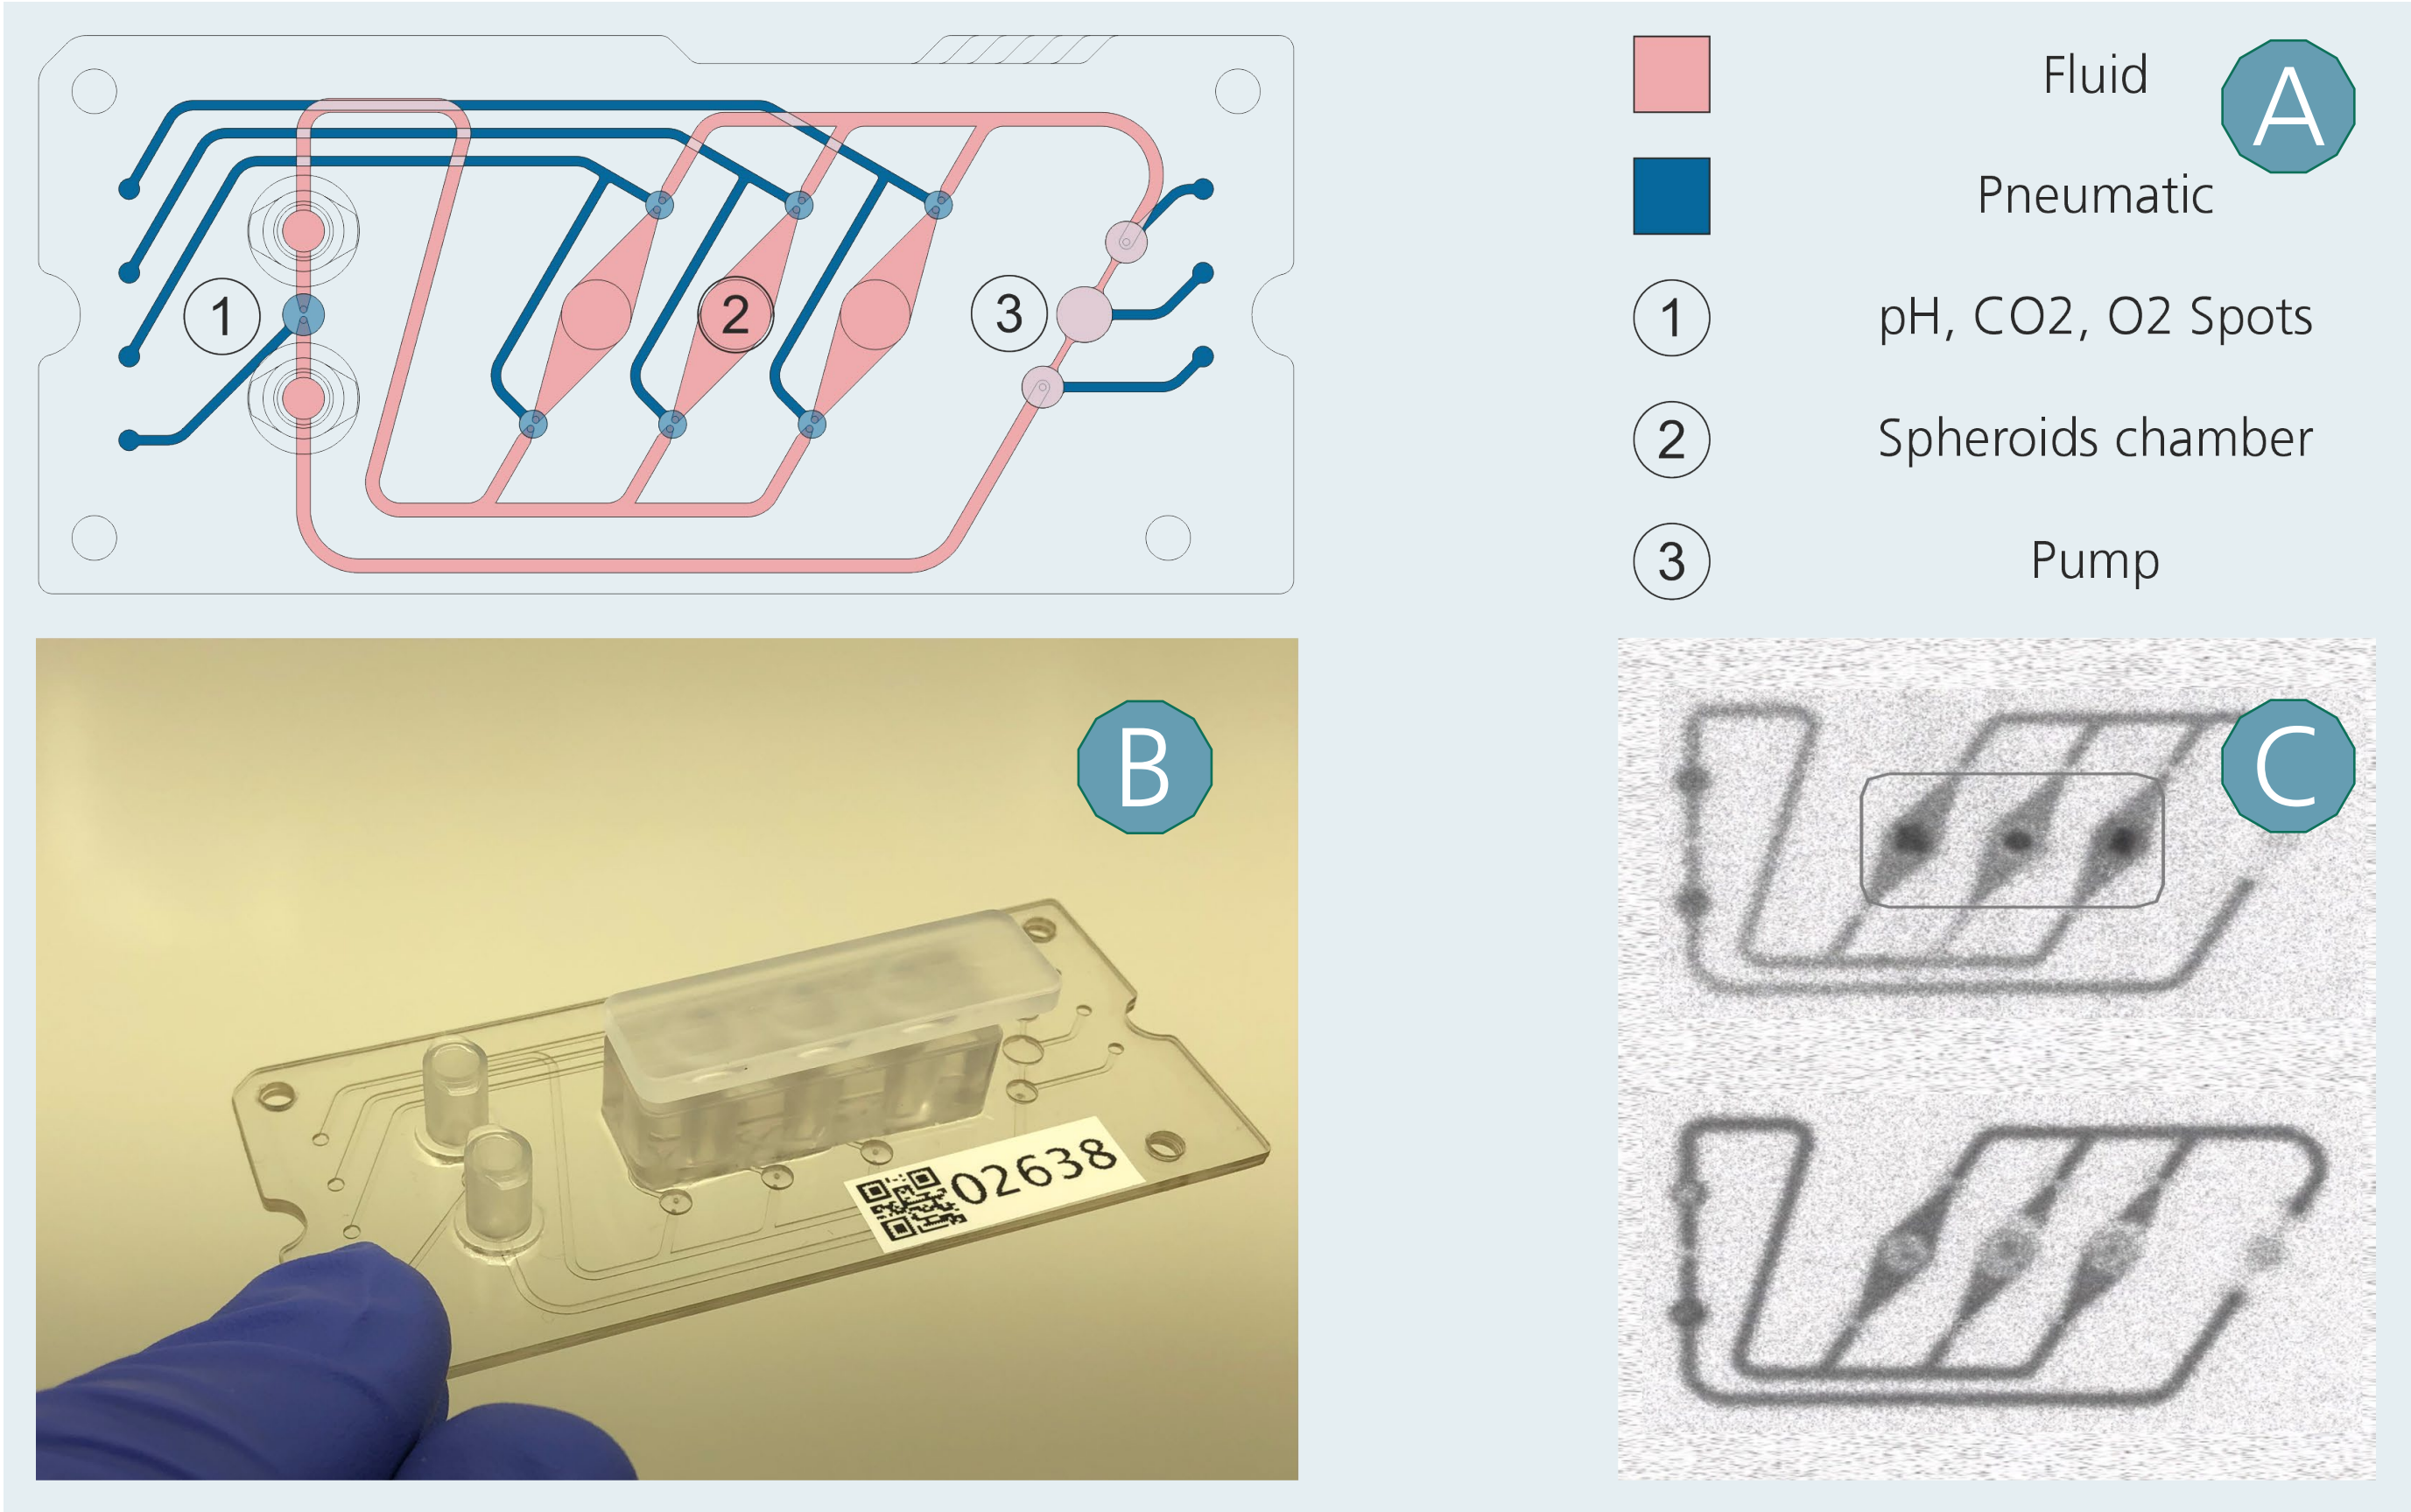 A
Fluid
Pneumatic
1 pH, CO2, O2 Spots
2 Spheroids chamber
3 Pump
1
2
3
B
02638
C